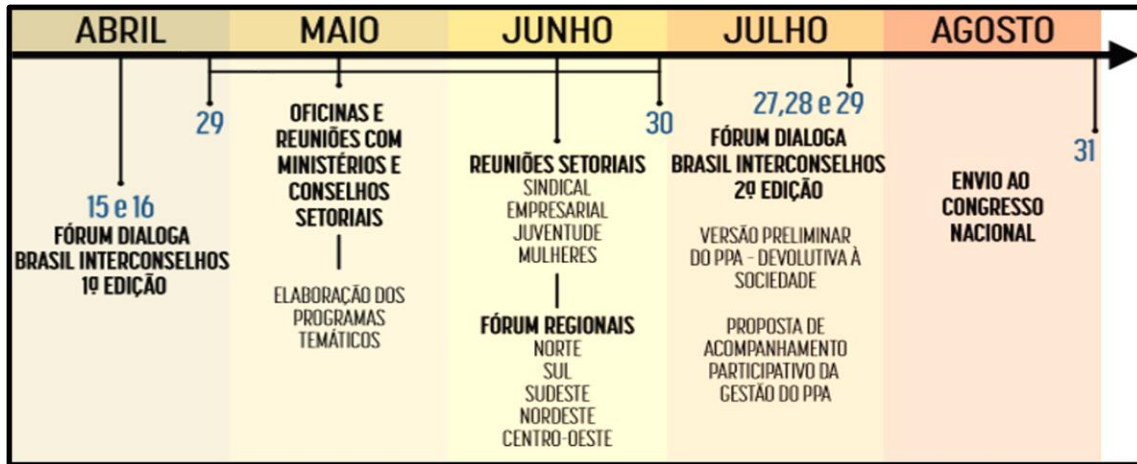 ABRIL
MAIO
JUNHO
JULHO
AGOSTO
15 e 16
FÓRUM DIALOGA
BRASIL INTERCONSELHOS
1º EDIÇÃO
29
OFICINAS E
REUNIÕES COM
MINISTÉRIOS E
CONSELHOS
SETORIAIS
ELABORAÇÃO DOS
PROGRAMAS
TEMÁTICOS
REUNIÕES SETORIAIS
SINDICAL
EMPRESARIAL
JUVENTUDE
MULHERES
FÓRUM REGIONAIS
NORTE
SUL
SUDESTE
NORDESTE
CENTRO-OESTE
30
27,28 e 29
FÓRUM DIALOGA
BRASIL INTERCONSELHOS
2º EDIÇÃO
VERSÃO PRELIMINAR
DO PPA - DEVOLUTIVA À
SOCIEDADE
PROPOSTA DE
ACOMPANHAMENTO
PARTICIPATIVO DA
GESTÃO DO PPA
31
ENVIO AO
CONGRESSO
NACIONAL